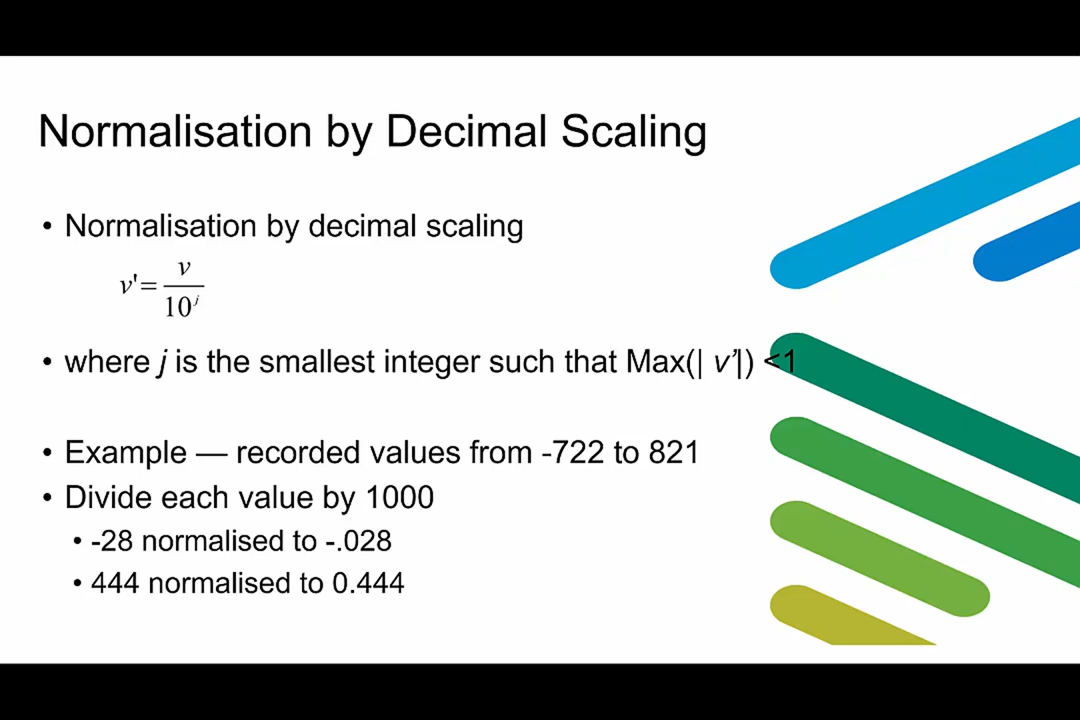 Normalisation by Decimal Scaling
• Normalisation by decimal scaling
v'= v/10^j
• where j is the smallest integer such that Max(| v’|) <1
• Example — recorded values from -722 to 821
• Divide each value by 1000
• -28 normalised to -.028
• 444 normalised to 0.444